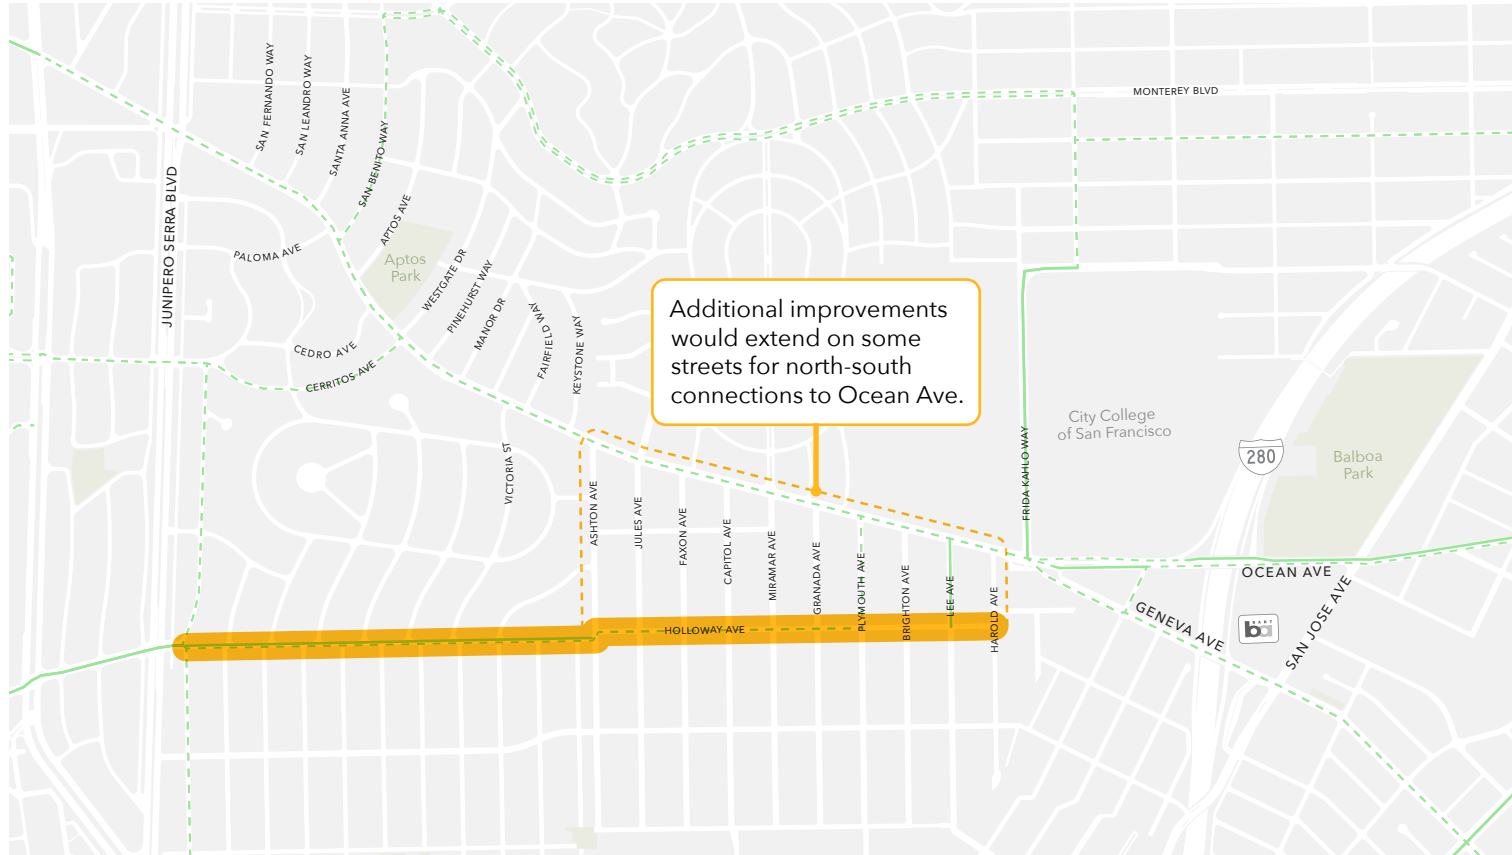 MONTEREY BLVD
SAN FERNANDO WAY
SAN LEANDRO WAY
SANTA ANNA AVE
SAN BENITO WAY
APTOS AVE
JUNIPERO SERRA BLVD
PALOMA AVE
Aptos
Park
WESTGATE DR
PINEHURST WAY
MANOR DR
FAIRFIELD WAY
KEYSTONE WAY
CEDRO AVE
CERRITOS AVE
Additional improvements
would extend on some
streets for north-south
connections to Ocean Ave.
City College
of San Francisco
280
Balboa
Park
FRIDA KAHLO WAY
VICTORIA ST
ASHTON AVE
JULES AVE
FAXON AVE
CAPITOL AVE
MIRAMAR AVE
GRANADA AVE
PLYMOUTH AVE
BRIGHTON AVE
LEE AVE
HAROLD AVE
HOLLOWAY AVE
OCEAN AVE
GENEVA AVE
BART
ba
SAN JOSE AVE